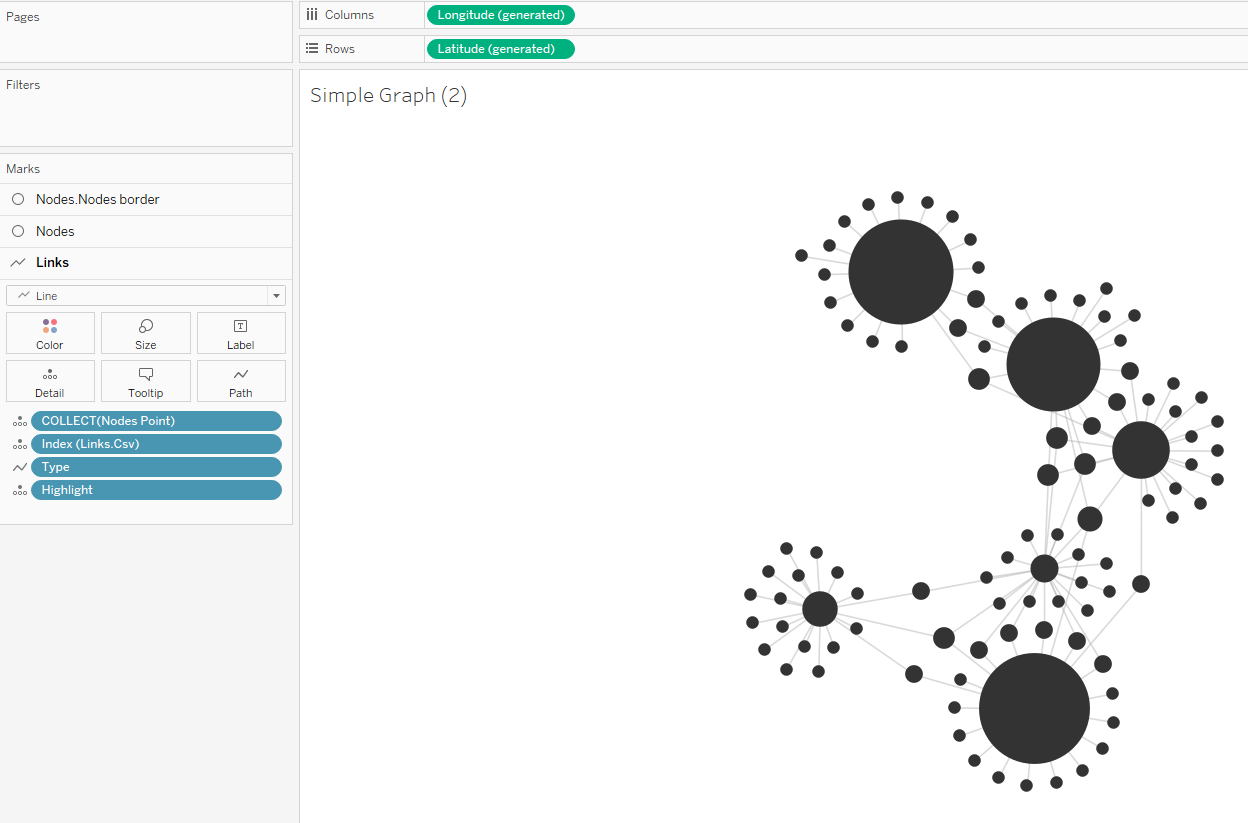 Pages
Columns
Longitude (generated)
Rows
Latitude (generated)
Filters
Simple Graph (2)
Marks
Nodes.Nodes border
Nodes
Links
Line
Color
Size
T
Label
Detail
Tooltip
Path
COLLECT(Nodes Point)
Index (Links.Csv)
Type
Highlight